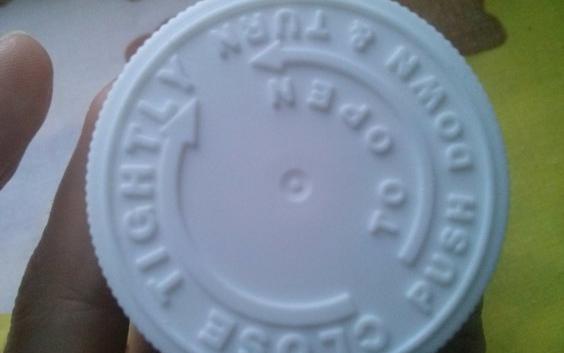 CLOSE TIGHTLY
PUSH DOWN & TURN
TO OPEN